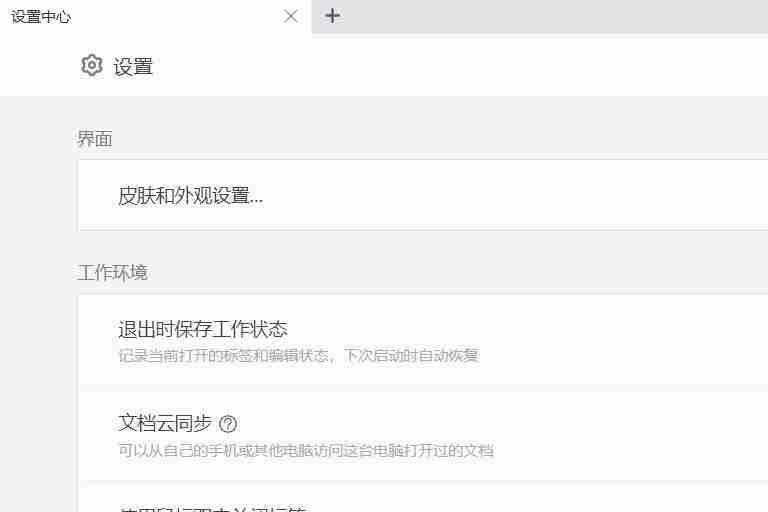 设置中心
设置
界面
皮肤和外观设置...
工作环境
退出时保存工作状态
记录当前打开的标签和编辑状态，下次启动时自动恢复
文档云同步
可以从自己的手机或其他电脑访问这台电脑打开过的文档